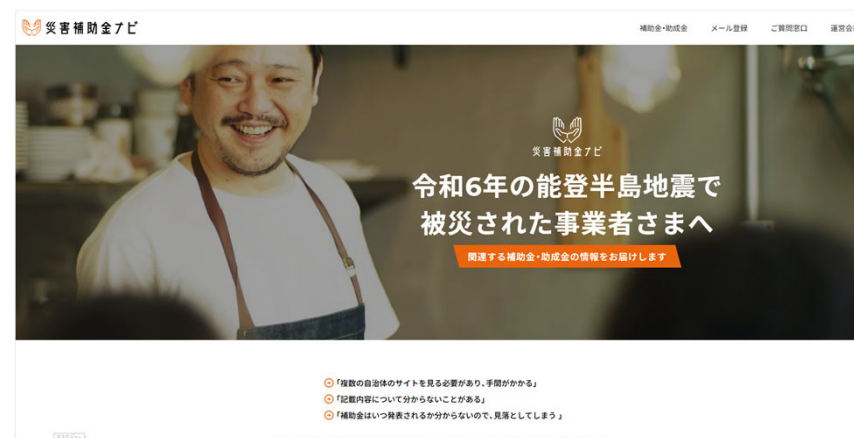 災害補助金ナビ
補助金・助成金 メール登録 ご質問窓口 運営会
災害補助金ナビ
令和6年の能登半島地震で
被災された事業者さまへ
関連する補助金・助成金の情報をお届けします
「複数の自治体のサイトを見る必要があり、手間がかかる」
「記載内容について分からないことがある」
「補助金はいつ発表されるか分からないので、見落としてしまう 」